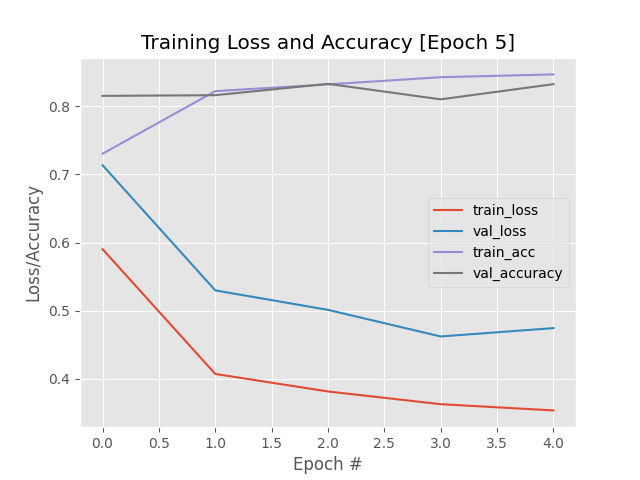 Training Loss and Accuracy [Epoch 5]
Loss/Accuracy
0.8
0.7
0.6
0.5
0.4
train_loss
val_loss
train_acc
val_accuracy
0.0 0.5 1.0 1.5 2.0 2.5 3.0 3.5 4.0
Epoch #